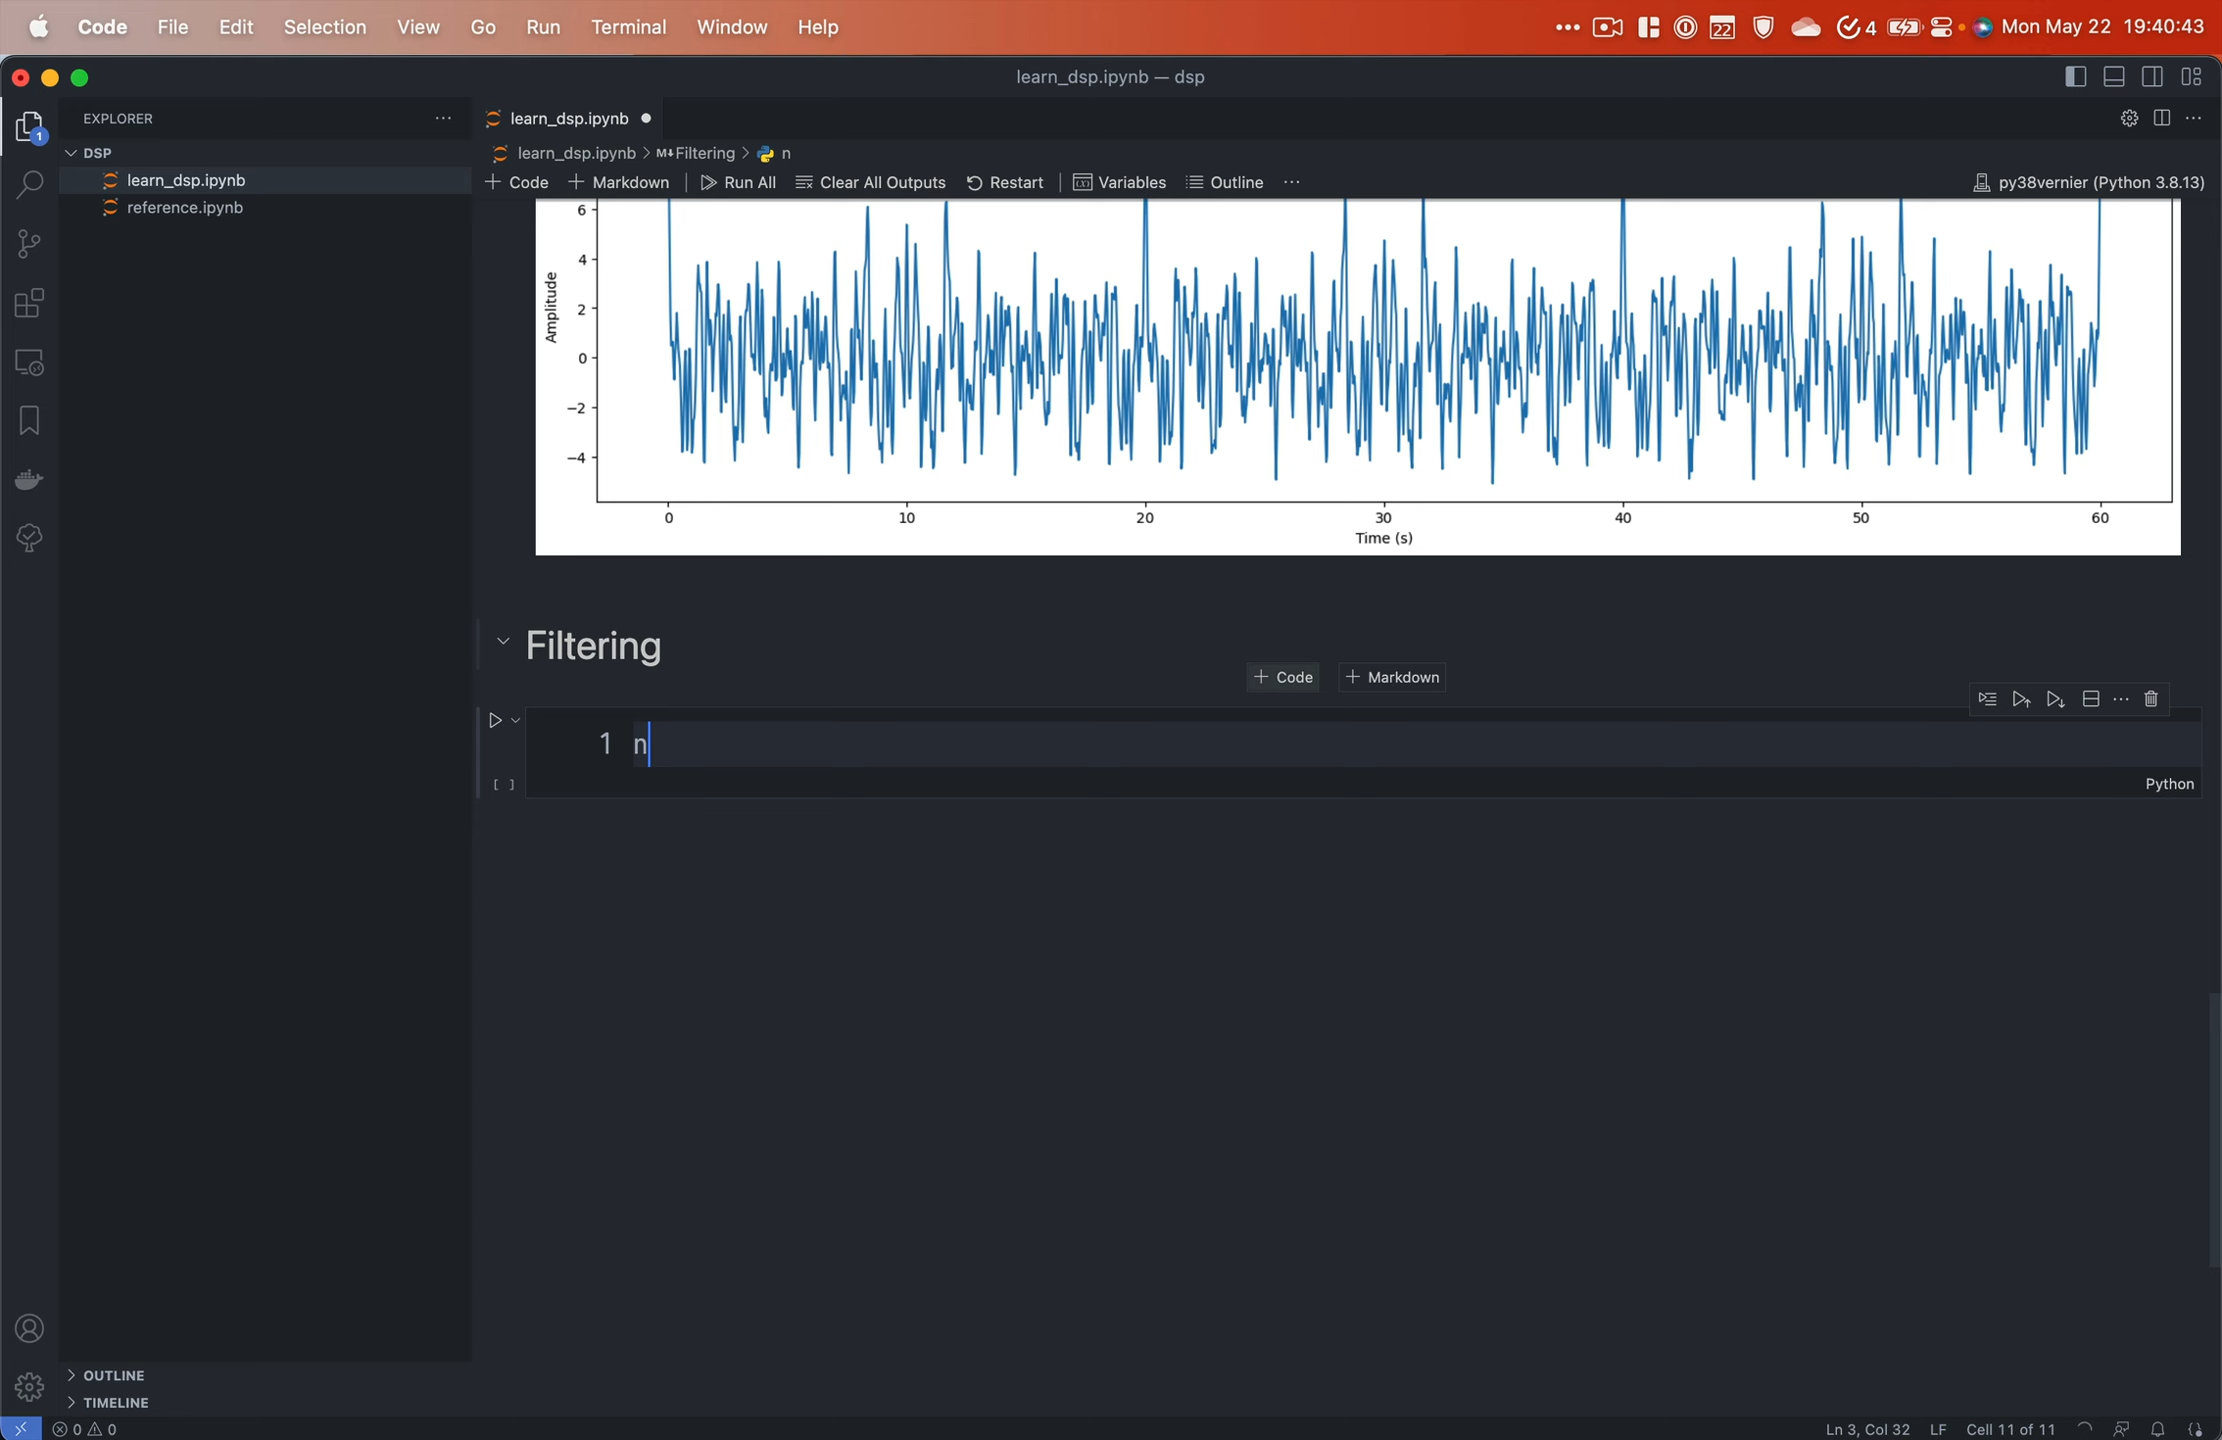 Code File Edit Selection View Go Run Terminal Window Help 22 4 Mon May 22 19:40:43
learn_dsp.ipynb — dsp
EXPLORER
1
DSP
learn_dsp.ipynb
reference.ipynb
learn_dsp.ipynb
learn_dsp.ipynb > M↓Filtering > n
+ Code + Markdown Run All Clear All Outputs Restart Variables Outline ··· py38vernier (Python 3.8.13)
6
4
2
0
−2
−4
Amplitude
0 10 20 30 40 50 60
Time (s)
Filtering
+ Code + Markdown
1 n
[ ]
Python
OUTLINE
TIMELINE
0 0 Ln 3, Col 32 LF Cell 11 of 11